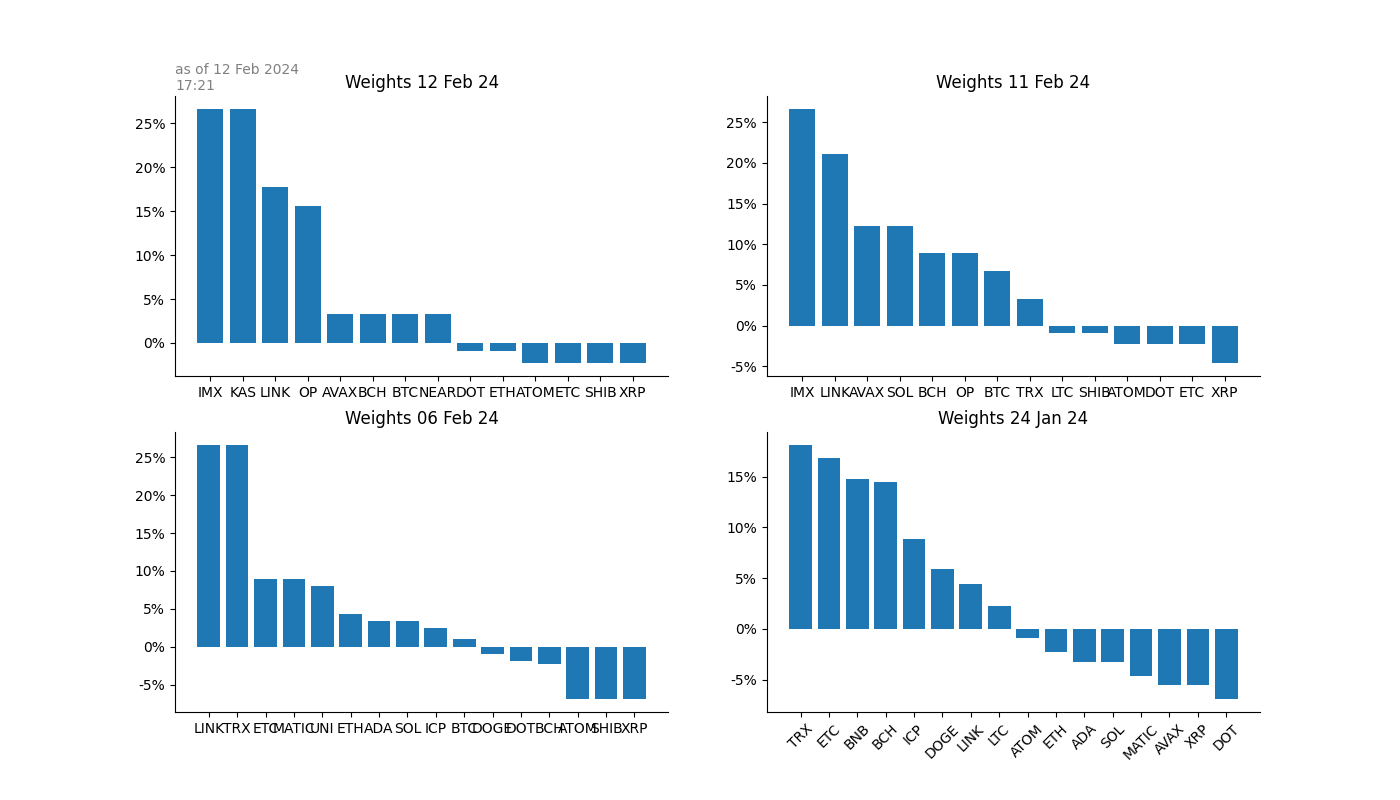 as of 12 Feb 2024
17:21
Weights 12 Feb 24
25%
20%
15%
10%
5%
0%
IMX KAS LINK OP AVAX BCH BTC NEAR DOT ETH ATOM ETC SHIB XRP
Weights 11 Feb 24
25%
20%
15%
10%
5%
0%
-5%
IMX LINK AVAX SOL BCH OP BTC TRX LTC SHIB ATOM DOT ETC XRP
Weights 06 Feb 24
25%
20%
15%
10%
5%
0%
-5%
LINK TRX ETC MATIC UNI ETH ADA SOL ICP BTC DOGE DOT BCH ATOM SHIB XRP
Weights 24 Jan 24
15%
10%
5%
0%
-5%
TRX ETC BNB BCH ICP DOGE LINK LTC ATOM ETH ADA SOL MATIC AVAX XRP DOT